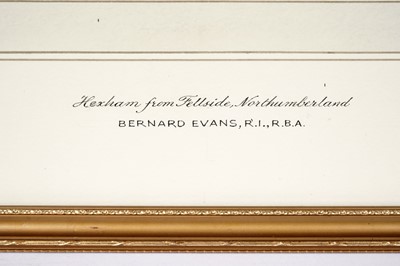 Hexham from Fellside, Northumberland
BERNARD EVANS, R.I., R.B.A.